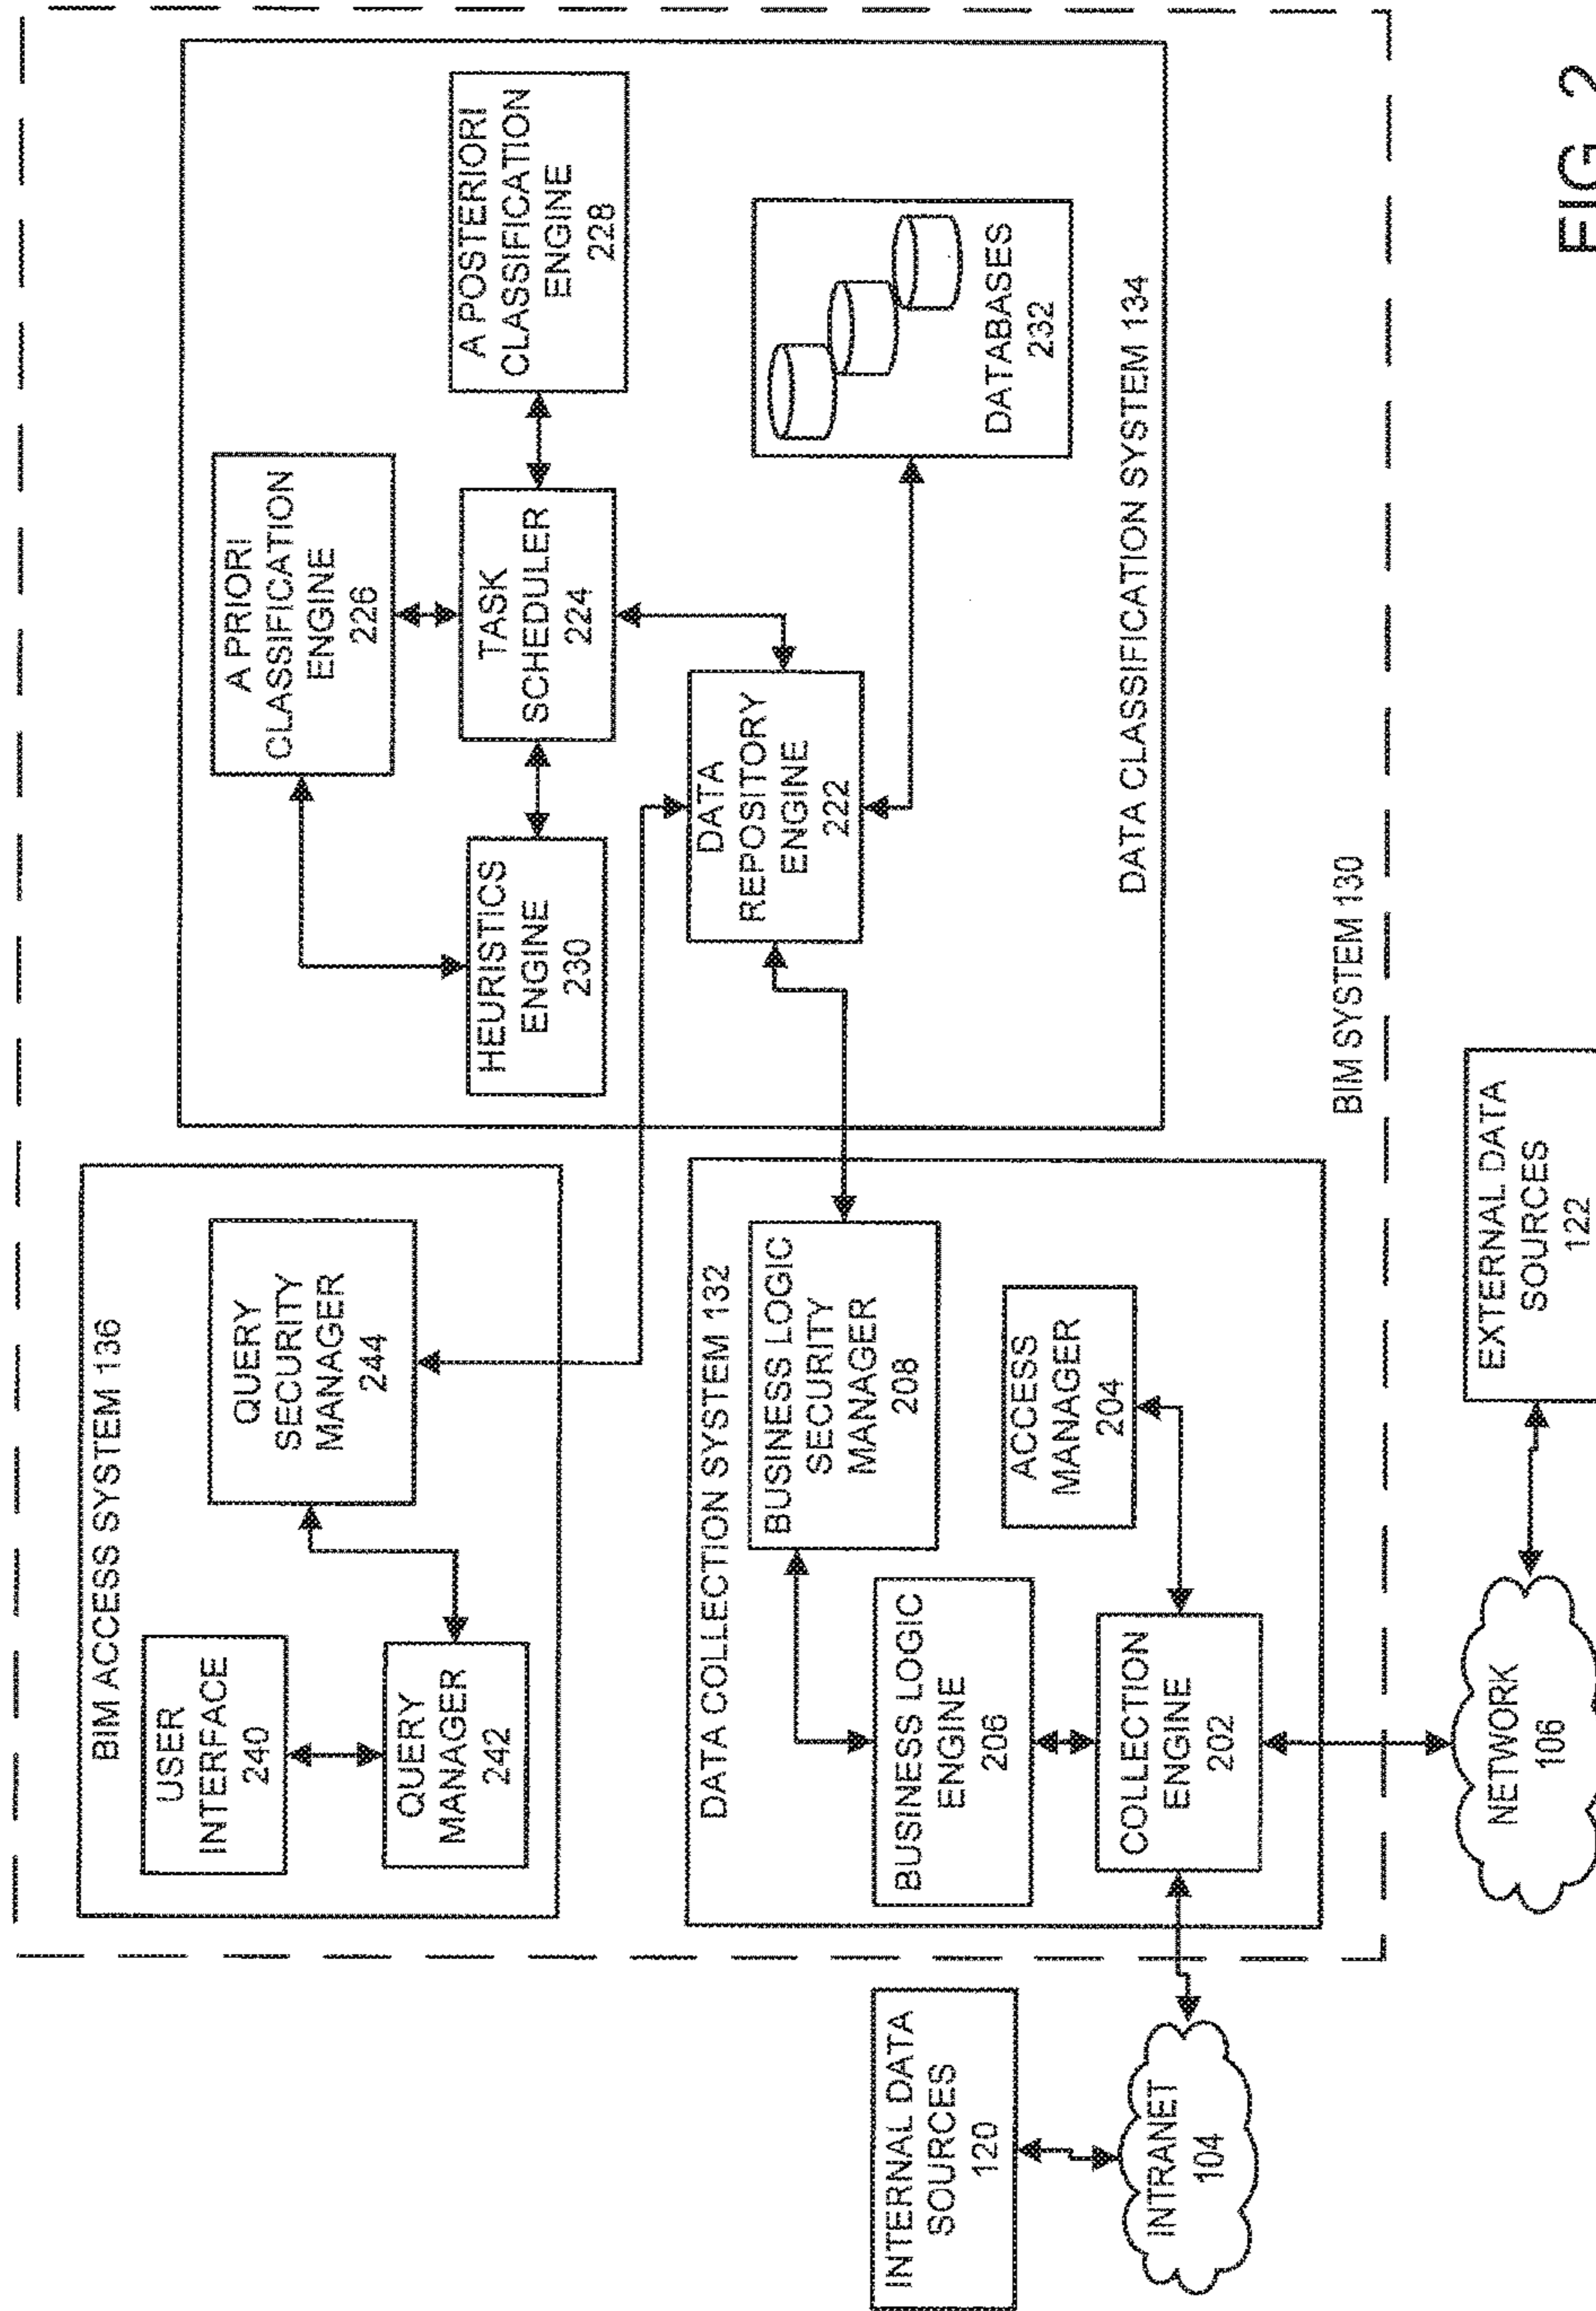 BIM ACCESS SYSTEM 136
USER
INTERFACE
240
QUERY
MANAGER
242
QUERY
SECURITY
MANAGER
244
DATA COLLECTION SYSTEM 132
BUSINESS LOGIC
SECURITY
MANAGER
208
BUSINESS LOGIC
ENGINE
206
ACCESS
MANAGER
204
COLLECTION
ENGINE
202
A PRIORI
CLASSIFICATION
ENGINE
226
HEURISTICS
ENGINE
230
TASK
SCHEDULER
224
A POSTERIORI
CLASSIFICATION
ENGINE
228
DATA
REPOSITORY
ENGINE
222
DATABASES
232
DATA CLASSIFICATION SYSTEM 134
BIM SYSTEM 130
INTERNAL DATA
SOURCES
120
INTRANET
104
NETWORK
106
EXTERNAL DATA
SOURCES
122
FIG. 2